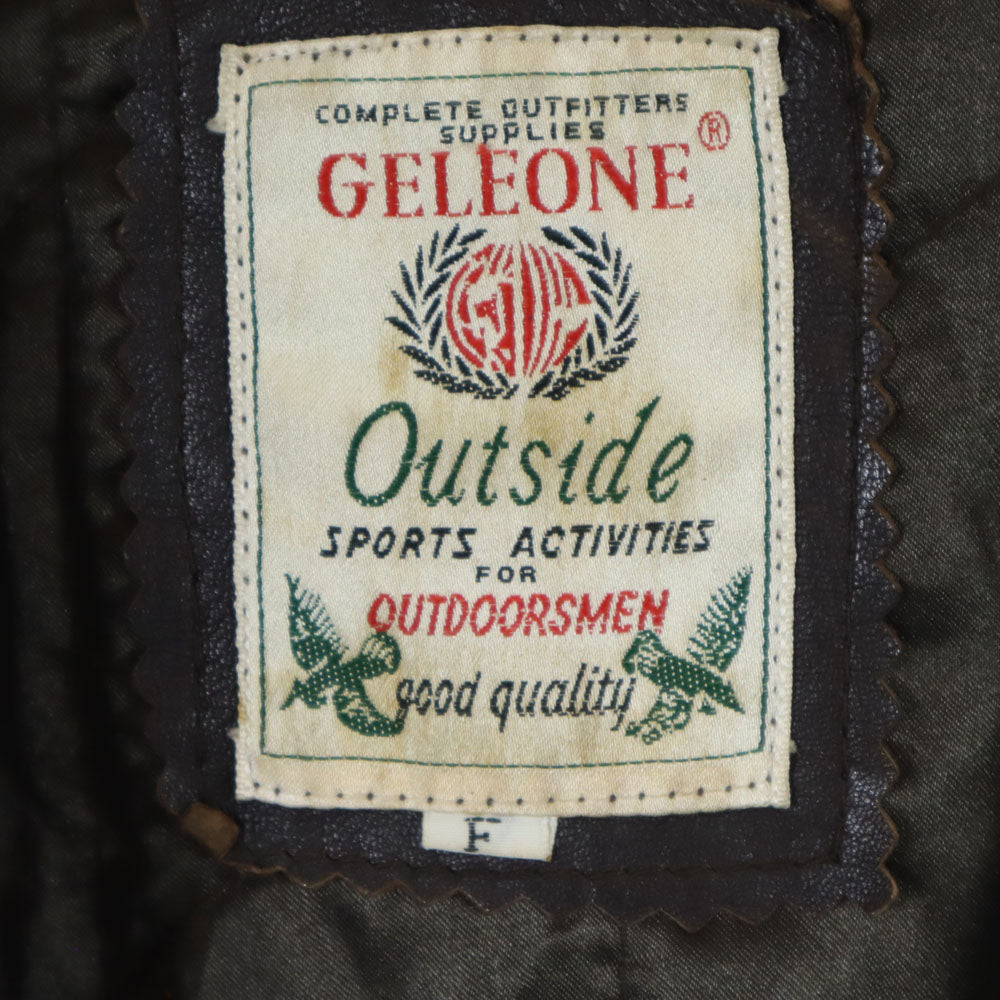 COMPLETE OUTFITTERS
SUPPLIES
GELEONE®
Outside
SPORTS ACTIVITIES
FOR
OUTDOORSMEN
good quality
F